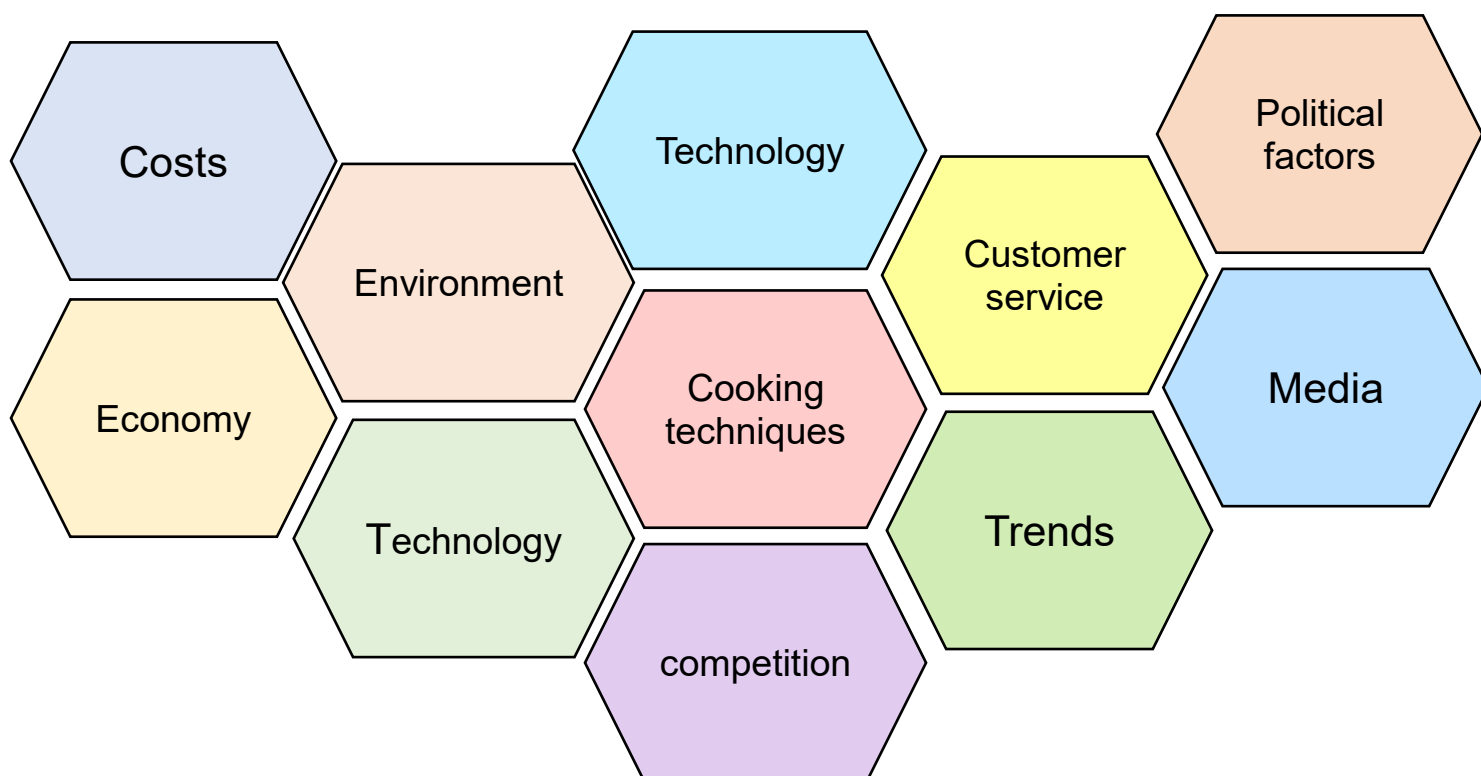 Costs
Technology
Political
factors
Environment
Customer
service
Economy
Cooking
techniques
Media
Technology
Trends
competition